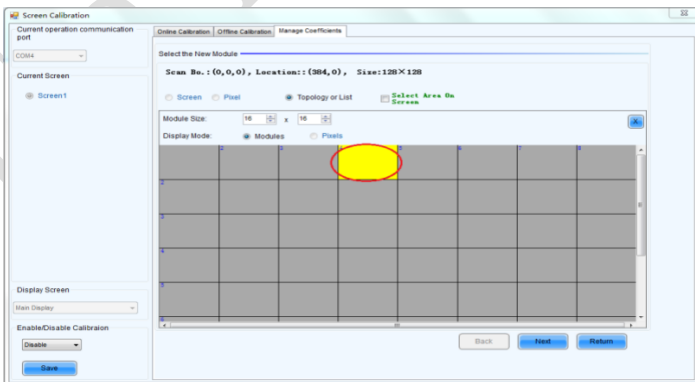 Screen Calibration
Current operation communication
port
COM4
Current Screen
Screen1
Display Screen
Main Display
Enable/Disable Calibraion
Disable
Save
Online Calibration Offline Calibration Manage Coefficients
Select the New Module
Scan Bo.:(0,0,0), Location::(384,0), Size:128×128
Screen Pixel Topology or List Select Area On
Screen
Module Size: 16 x 16
Display Mode: Modules Pixels
2 3 4 5 6 7 8
2
3
4
5
6
Back Next Return